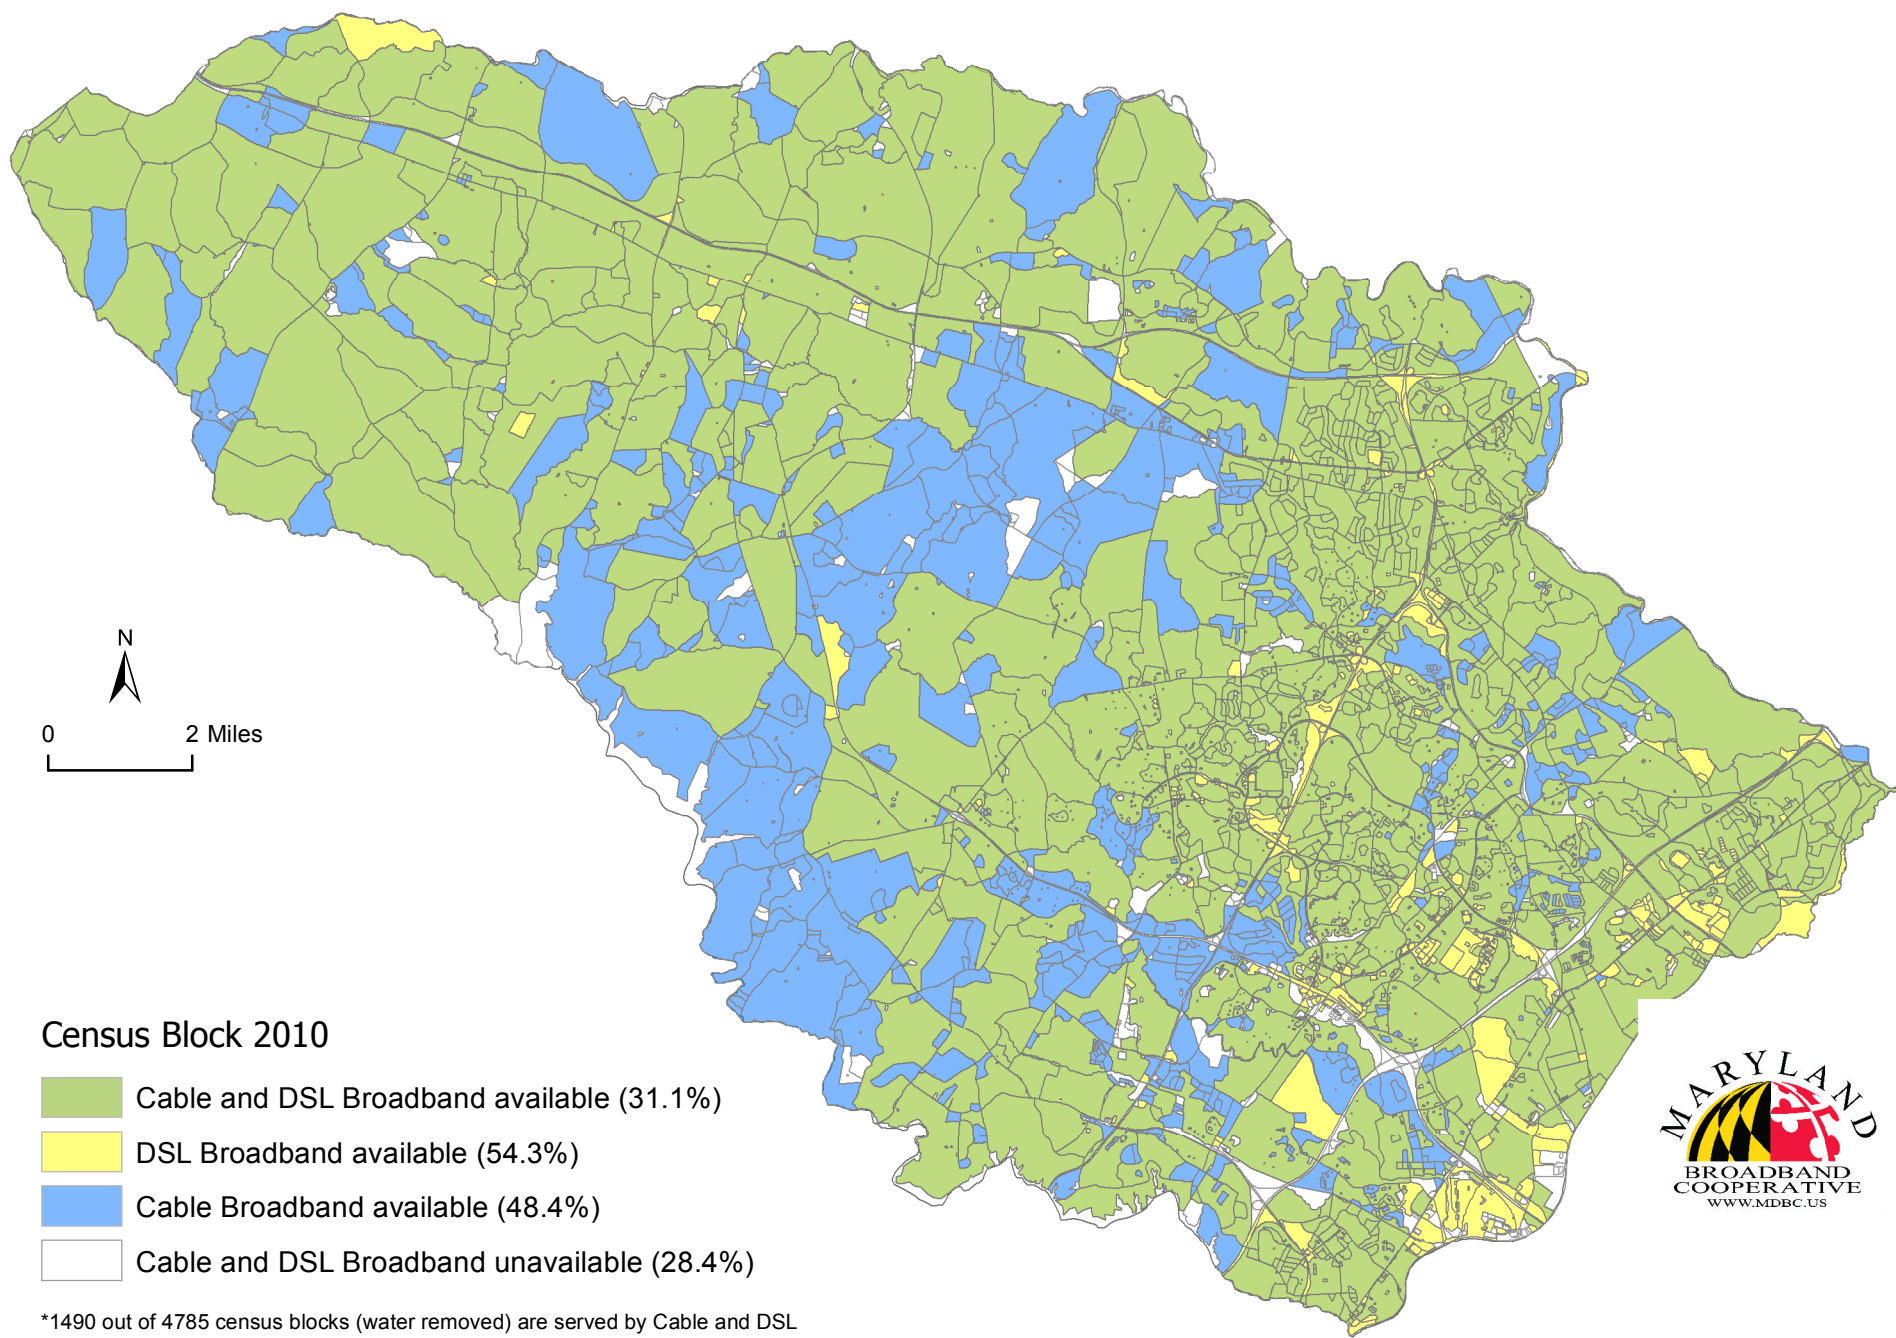 N
0 2 Miles
Census Block 2010
Cable and DSL Broadband available (31.1%)
DSL Broadband available (54.3%)
Cable Broadband available (48.4%)
Cable and DSL Broadband unavailable (28.4%)
*1490 out of 4785 census blocks (water removed) are served by Cable and DSL
MARYLAND
BROADBAND
COOPERATIVE
WWW.MDBC.US